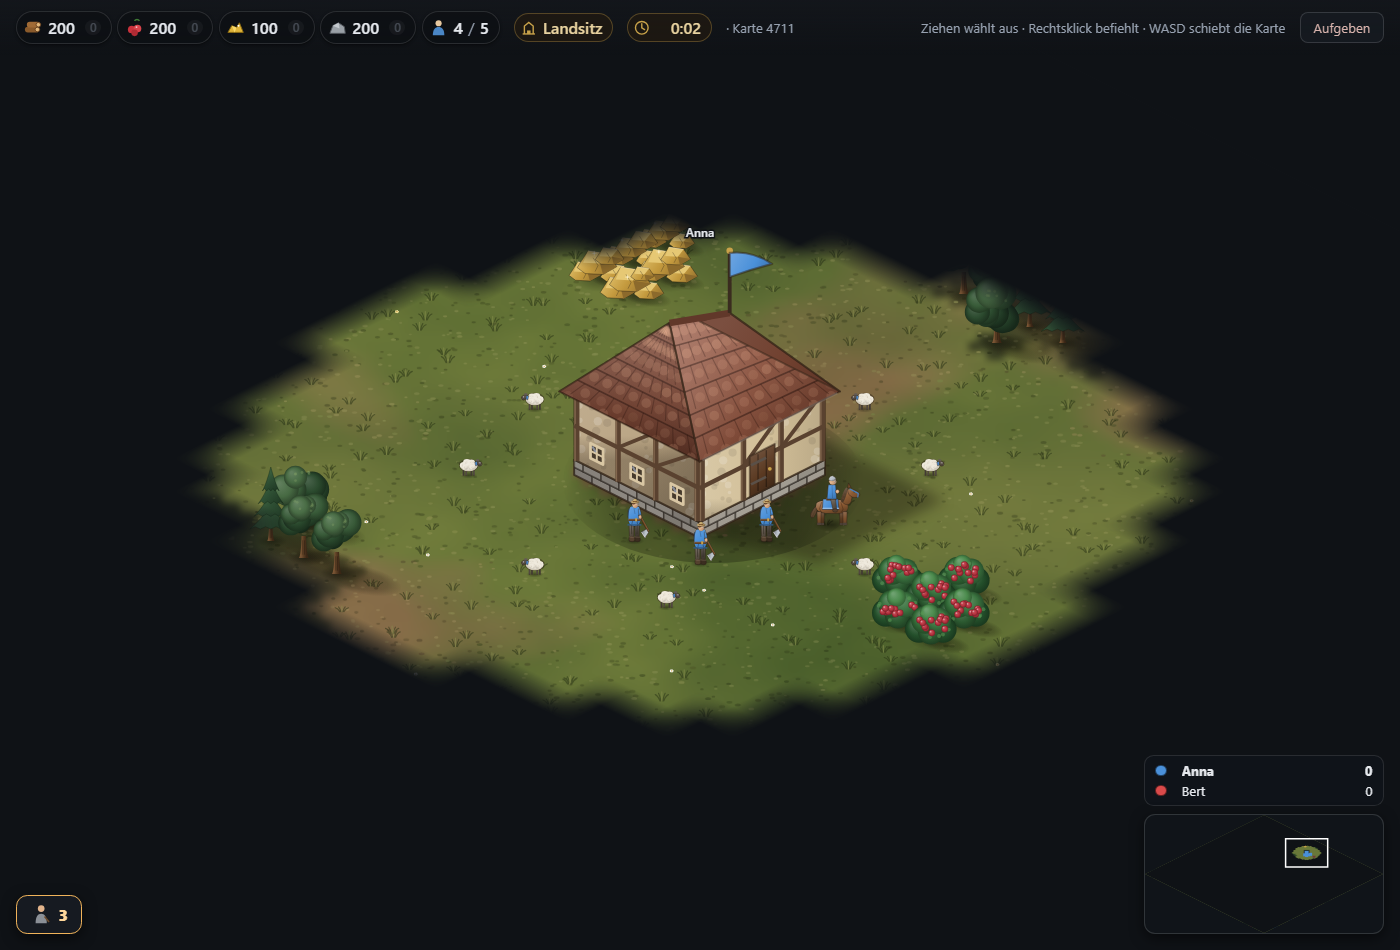 200 0 200 0 100 0 200 0 4 / 5 Landsitz 0:02 · Karte 4711 Ziehen wählt aus · Rechtsklick befiehlt · WASD schiebt die Karte Aufgeben
Anna
Anna 0
Bert 0
3